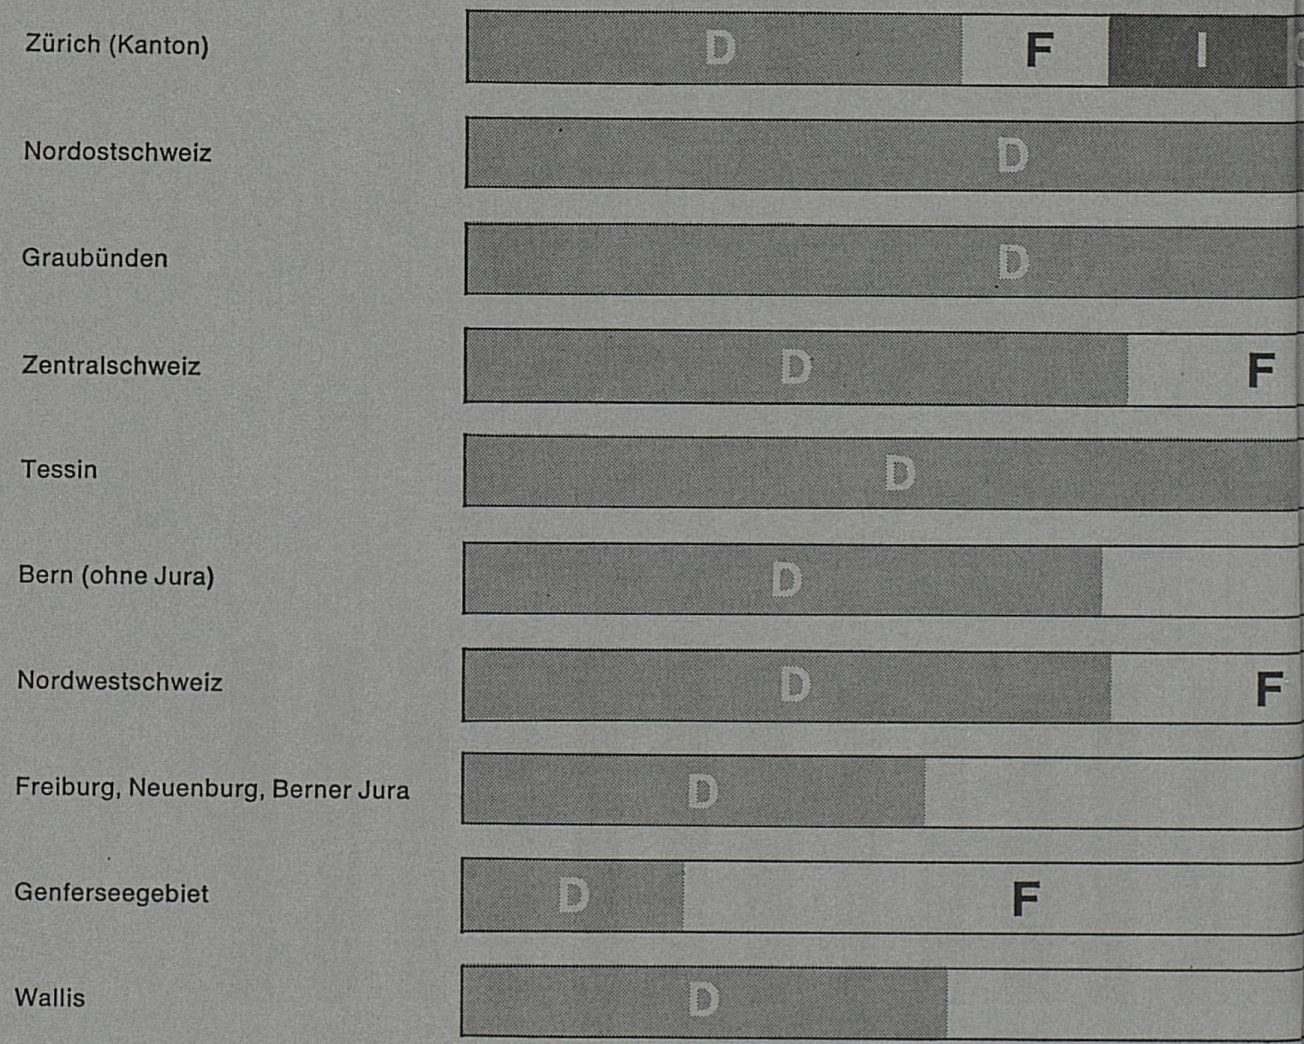 Zürich (Kanton) D F I
Nordostschweiz D
Graubünden D
Zentralschweiz D F
Tessin D
Bern (ohne Jura) D
Nordwestschweiz D F
Freiburg, Neuenburg, Berner Jura D
Genferseegebiet D F
Wallis D